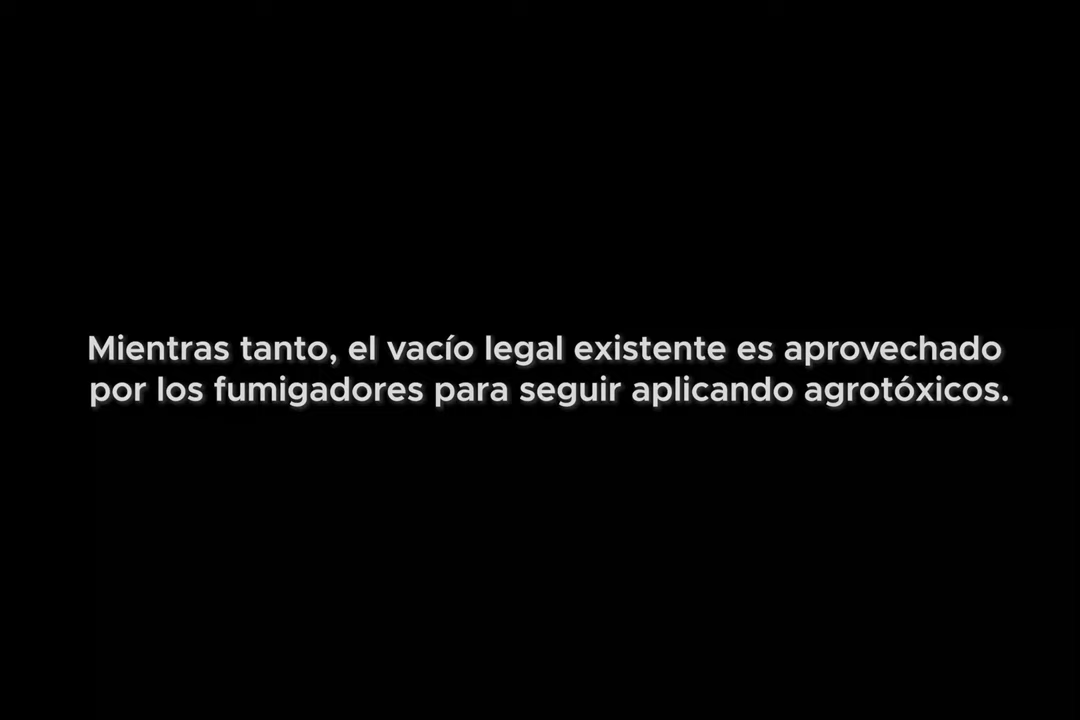 Mientras tanto, el vacío legal existente es aprovechado
por los fumigadores para seguir aplicando agrotóxicos.